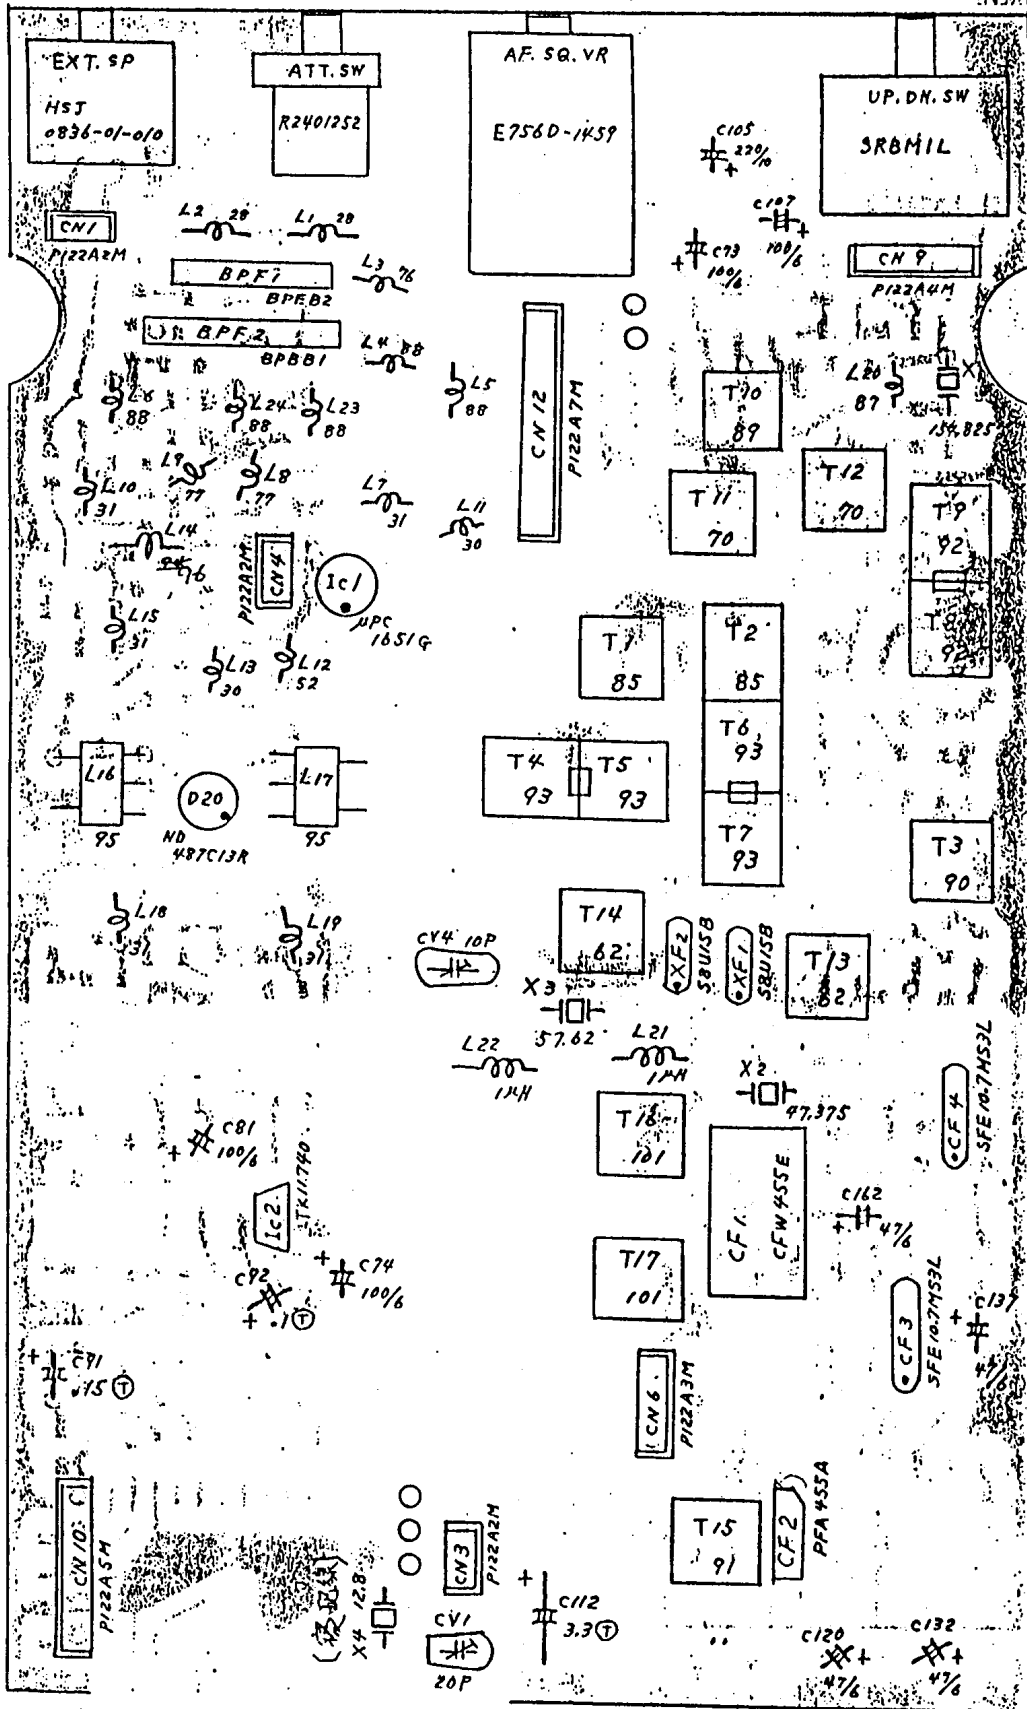 EXT. SP
HSJ
0836-01-010
ATT. SW
R2401252
AF. SQ. VR
E756D-1459
UP. DN. SW
SRBM1L
C105
220/10
C107
100/6
C73
100/6
CN1
P122A2M
L2 28
L1 28
L3 76
BPF1
BPFB2
BPF2
BPBB1
L4 88
CN9
P122A4M
L6
88
L24
88
L23
88
L5
88
CN12
P122A7M
T10
89
L20
87
T12
70
T11
70
T9
92
T8
92
L10
31
L9
77
L8
77
L7
31
L11
30
L14
76
P122A2M
CN4
Ic1
μPC
1651G
L15
31
L13
30
L12
52
T1
85
T2
85
T6
93
T7
93
T4
93
T5
93
L16
95
D20
ND
487C13R
L17
95
T3
90
L18
L19
31
CV4 10P
T14
62
XF2
S8U15B
XF1
S8U15B
T13
X3
57.62
L22
1μH
L21
1μH
X2
47.375
CF4
SFE10.7MS3L
C81
100/6
Ic2
TK11740
T16
101
CF1
CFW455E
C162
47/6
C92
.1 Ⓣ
C74
100/6
T17
101
CF3
SFE10.7MS3L
C137
C91
.15 Ⓣ
CN6
P122A3M
CN10
P122A5M
X4 12.8
CN3
P122A2M
CV1
20P
C112
3.3 Ⓣ
T15
91
CF2
PFA455A
C120
47/6
C132
47/6